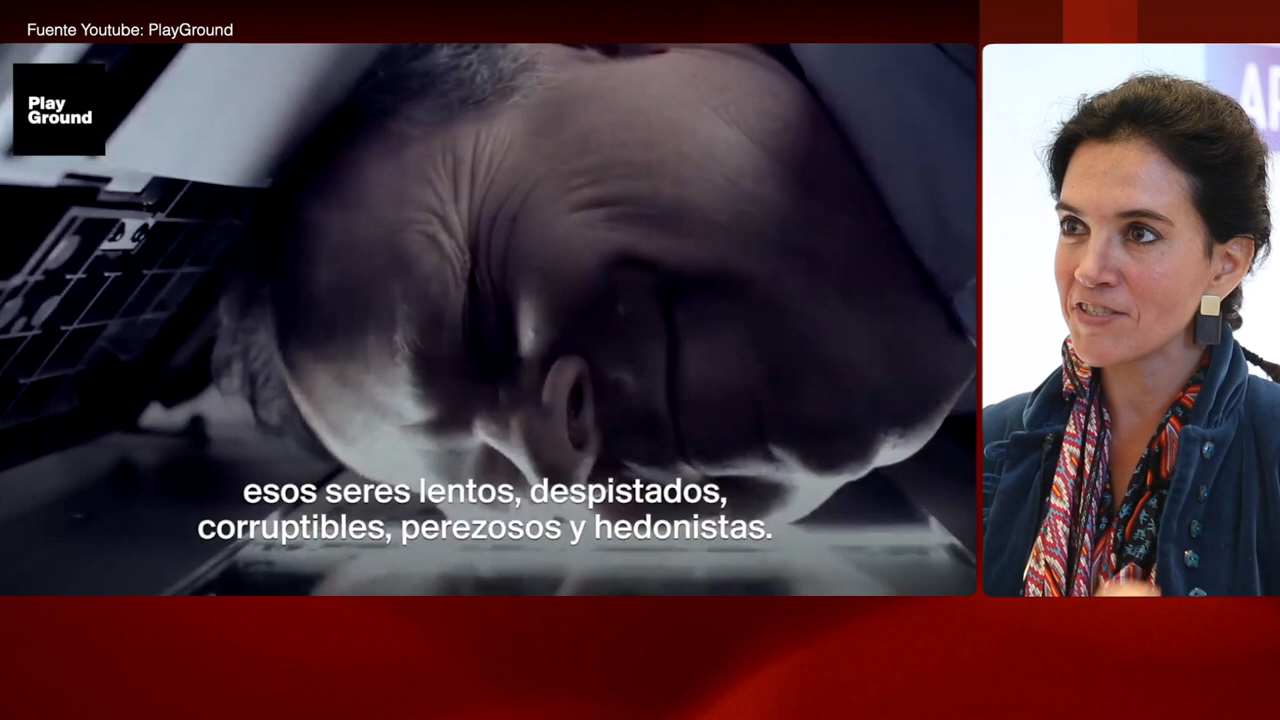 Fuente Youtube: PlayGround
Play
Ground
esos seres lentos, despistados,
corruptibles, perezosos y hedonistas.